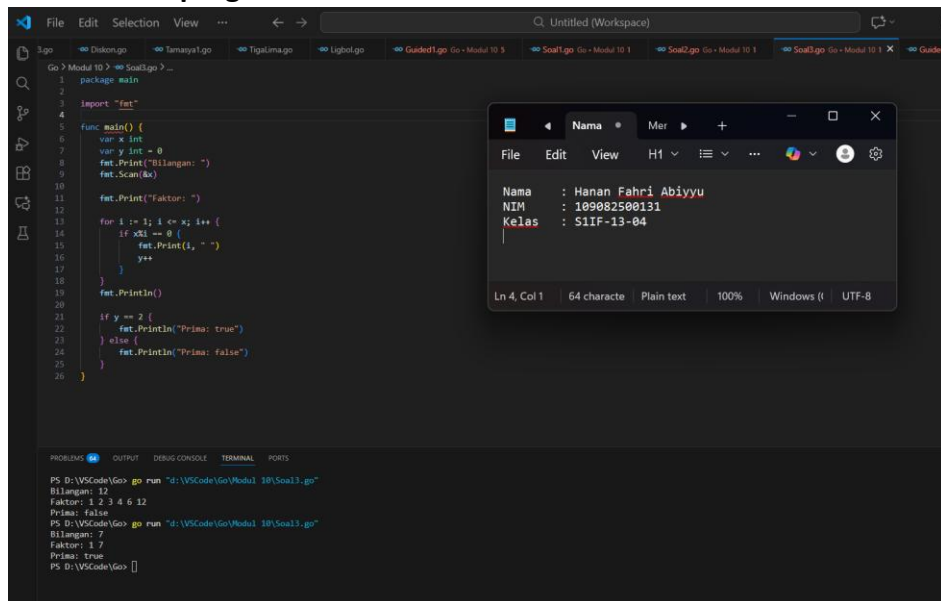 File Edit Selection View ... Untitled (Workspace)
3.go Diskon.go Tamasya1.go TigaLima.go Ligbol.go Guided1.go Go • Modul 10 5 Soal1.go Go • Modul 10 1 Soal2.go Go • Modul 10 1 Soal3.go Go • Modul 10 1 Guide
Go > Modul 10 > Soal3.go > ...
1 package main
2
3 import "fmt"
4
5 func main() {
6 var x int
7 var y int = 0
8 fmt.Print("Bilangan: ")
9 fmt.Scan(&x)
10
11 fmt.Print("Faktor: ")
12
13 for i := 1; i <= x; i++ {
14 if x%i == 0 {
15 fmt.Print(i, " ")
16 y++
17 }
18 }
19 fmt.Println()
20
21 if y == 2 {
22 fmt.Println("Prima: true")
23 } else {
24 fmt.Println("Prima: false")
25 }
26 }
Nama Mer
File Edit View H1 ...
Nama : Hanan Fahri Abiyyu
NIM : 109082500131
Kelas : S1IF-13-04
Ln 4, Col 1 64 characte Plain text 100% Windows (( UTF-8
PROBLEMS 64 OUTPUT DEBUG CONSOLE TERMINAL PORTS
PS D:\VSCode\Go> go run "d:\VSCode\Go\Modul 10\Soal3.go"
Bilangan: 12
Faktor: 1 2 3 4 6 12
Prima: false
PS D:\VSCode\Go> go run "d:\VSCode\Go\Modul 10\Soal3.go"
Bilangan: 7
Faktor: 1 7
Prima: true
PS D:\VSCode\Go>